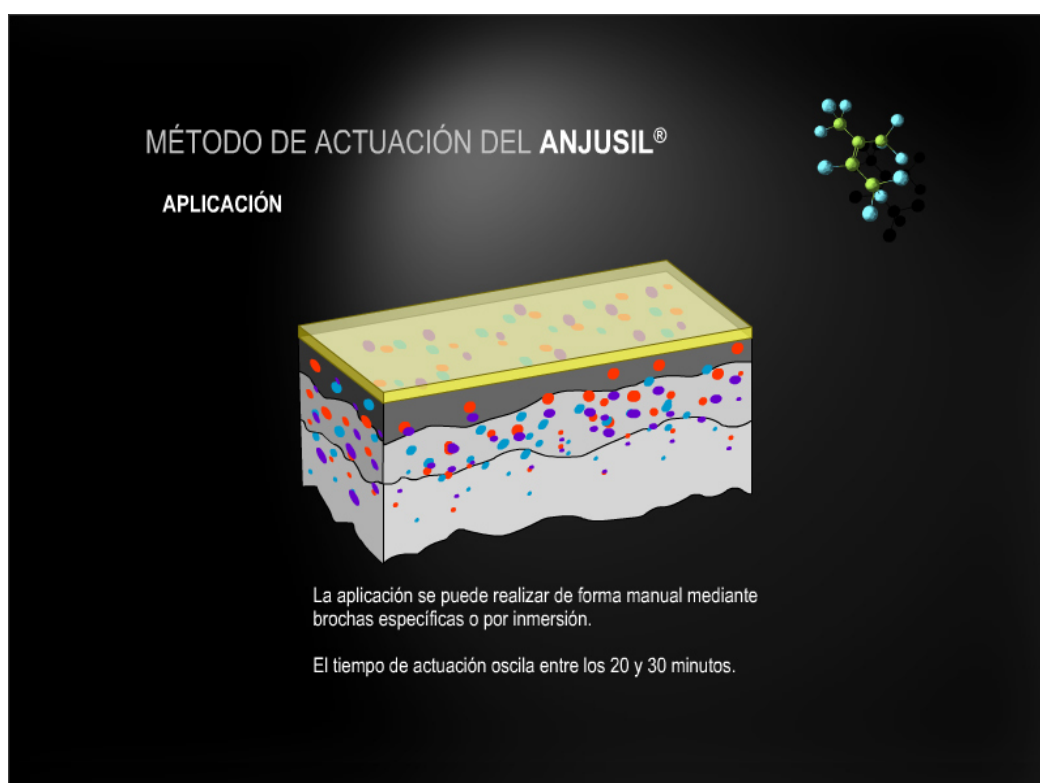 MÉTODO DE ACTUACIÓN DEL ANJUSIL®
APLICACIÓN
La aplicación se puede realizar de forma manual mediante
brochas específicas o por inmersión.
El tiempo de actuación oscila entre los 20 y 30 minutos.